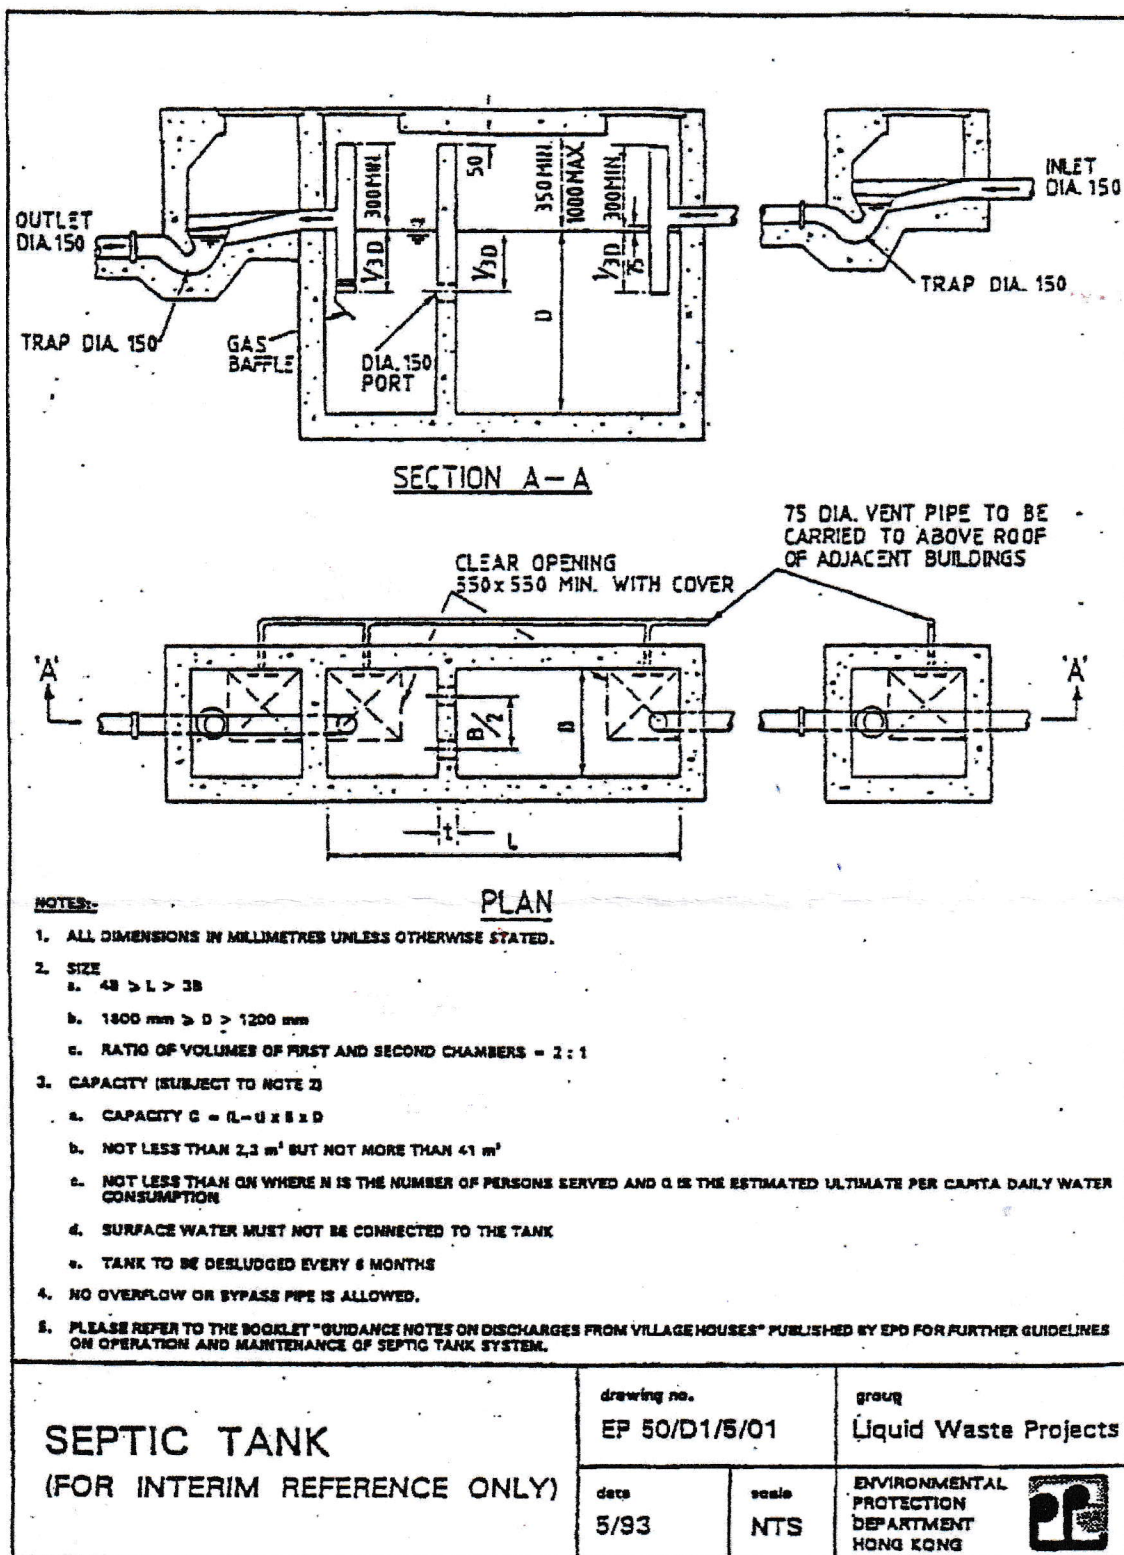 OUTLET
DIA.150
TRAP DIA. 150
GAS
BAFFLE
DIA.150
PORT
300MIN.
1/3 D
50
1/3 D
350MIN.
1000MAX.
300MIN.
1/3 D
75
D
INLET
DIA. 150
TRAP DIA. 150
SECTION A-A
75 DIA. VENT PIPE TO BE
CARRIED TO ABOVE ROOF
OF ADJACENT BUILDINGS
CLEAR OPENING
550x550 MIN. WITH COVER
'A'
'A'
B/2
B
t
L
PLAN
NOTES:-
1. ALL DIMENSIONS IN MILLIMETRES UNLESS OTHERWISE STATED.
2. SIZE
a. 4B > L > 3B
b. 1800 mm > D > 1200 mm
c. RATIO OF VOLUMES OF FIRST AND SECOND CHAMBERS = 2 : 1
3. CAPACITY (SUBJECT TO NOTE 2)
a. CAPACITY C = (L-t) x B x D
b. NOT LESS THAN 2,3 m³ BUT NOT MORE THAN 41 m³
c. NOT LESS THAN QN WHERE N IS THE NUMBER OF PERSONS SERVED AND Q IS THE ESTIMATED ULTIMATE PER CAPITA DAILY WATER
CONSUMPTION
d. SURFACE WATER MUST NOT BE CONNECTED TO THE TANK
e. TANK TO BE DESLUDGED EVERY 6 MONTHS
4. NO OVERFLOW OR BYPASS PIPE IS ALLOWED.
5. PLEASE REFER TO THE BOOKLET "GUIDANCE NOTES ON DISCHARGES FROM VILLAGE HOUSES" PUBLISHED BY EPD FOR FURTHER GUIDELINES
ON OPERATION AND MAINTENANCE OF SEPTIC TANK SYSTEM.
SEPTIC TANK
(FOR INTERIM REFERENCE ONLY)
drawing no.
EP 50/D1/5/01
group
Liquid Waste Projects
date
5/93
scale
NTS
ENVIRONMENTAL
PROTECTION
DEPARTMENT
HONG KONG